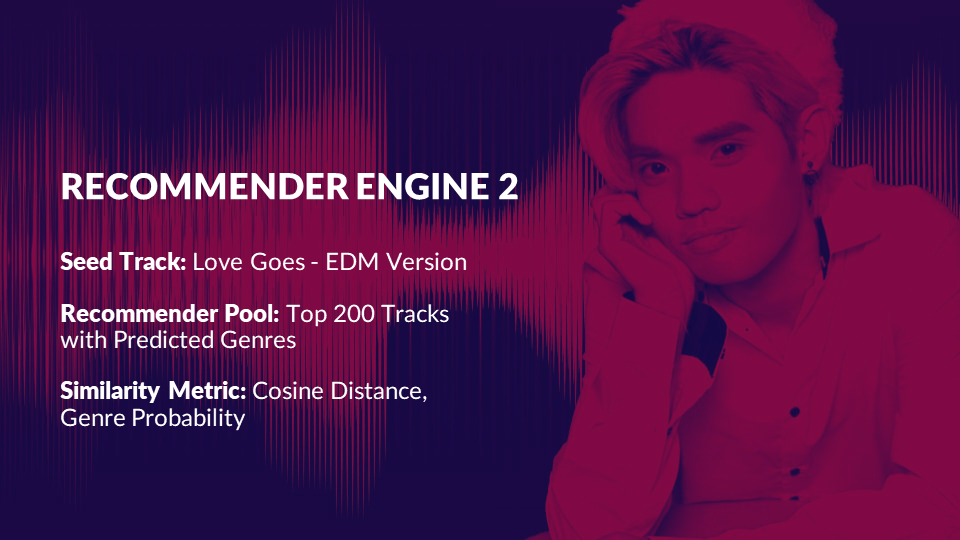 RECOMMENDER ENGINE 2
Seed Track: Love Goes - EDM Version
Recommender Pool: Top 200 Tracks
with Predicted Genres
Similarity Metric: Cosine Distance,
Genre Probability